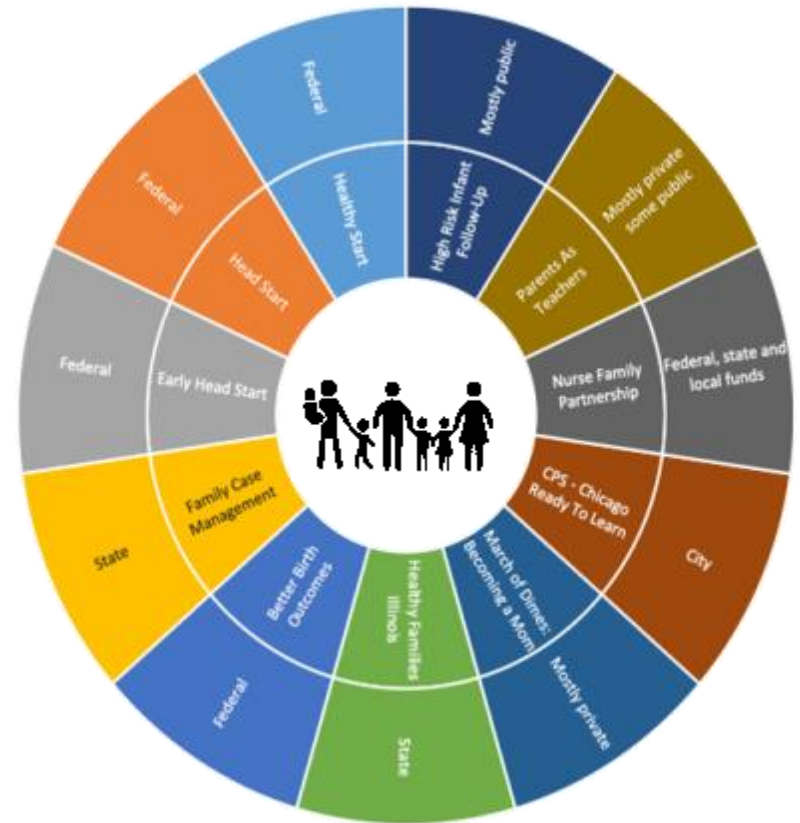 Mostly public
High Risk Infant
Follow-Up
Mostly private
some public
Parents As
Teachers
Federal, state and
local funds
Nurse Family
Partnership
City
CPS - Chicago
Ready To Learn
Mostly private
March of Dimes:
Becoming a Mom
State
Healthy Families
Illinois
Federal
Better Birth
Outcomes
State
Family Case
Management
Federal
Early Head Start
Federal
Head Start
Federal
Healthy Start